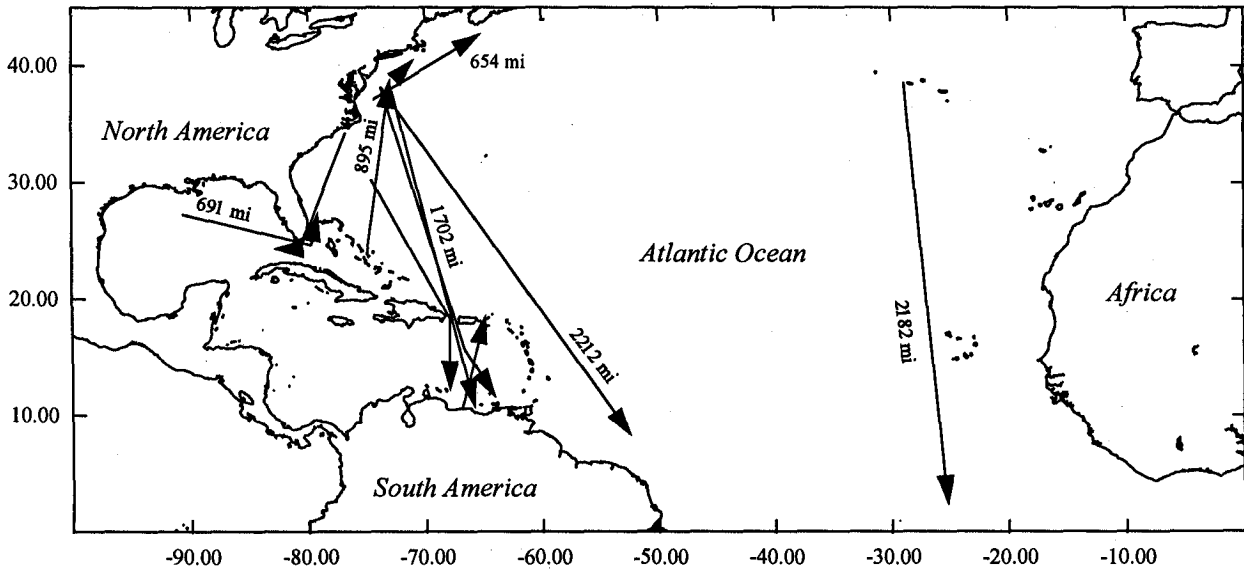 40.00
654 mi
North America
895 mi
30.00
691 mi
1702 mi
Atlantic Ocean
20.00
Africa
2182 mi
2212 mi
10.00
South America
-90.00 -80.00 -70.00 -60.00 -50.00 -40.00 -30.00 -20.00 -10.00